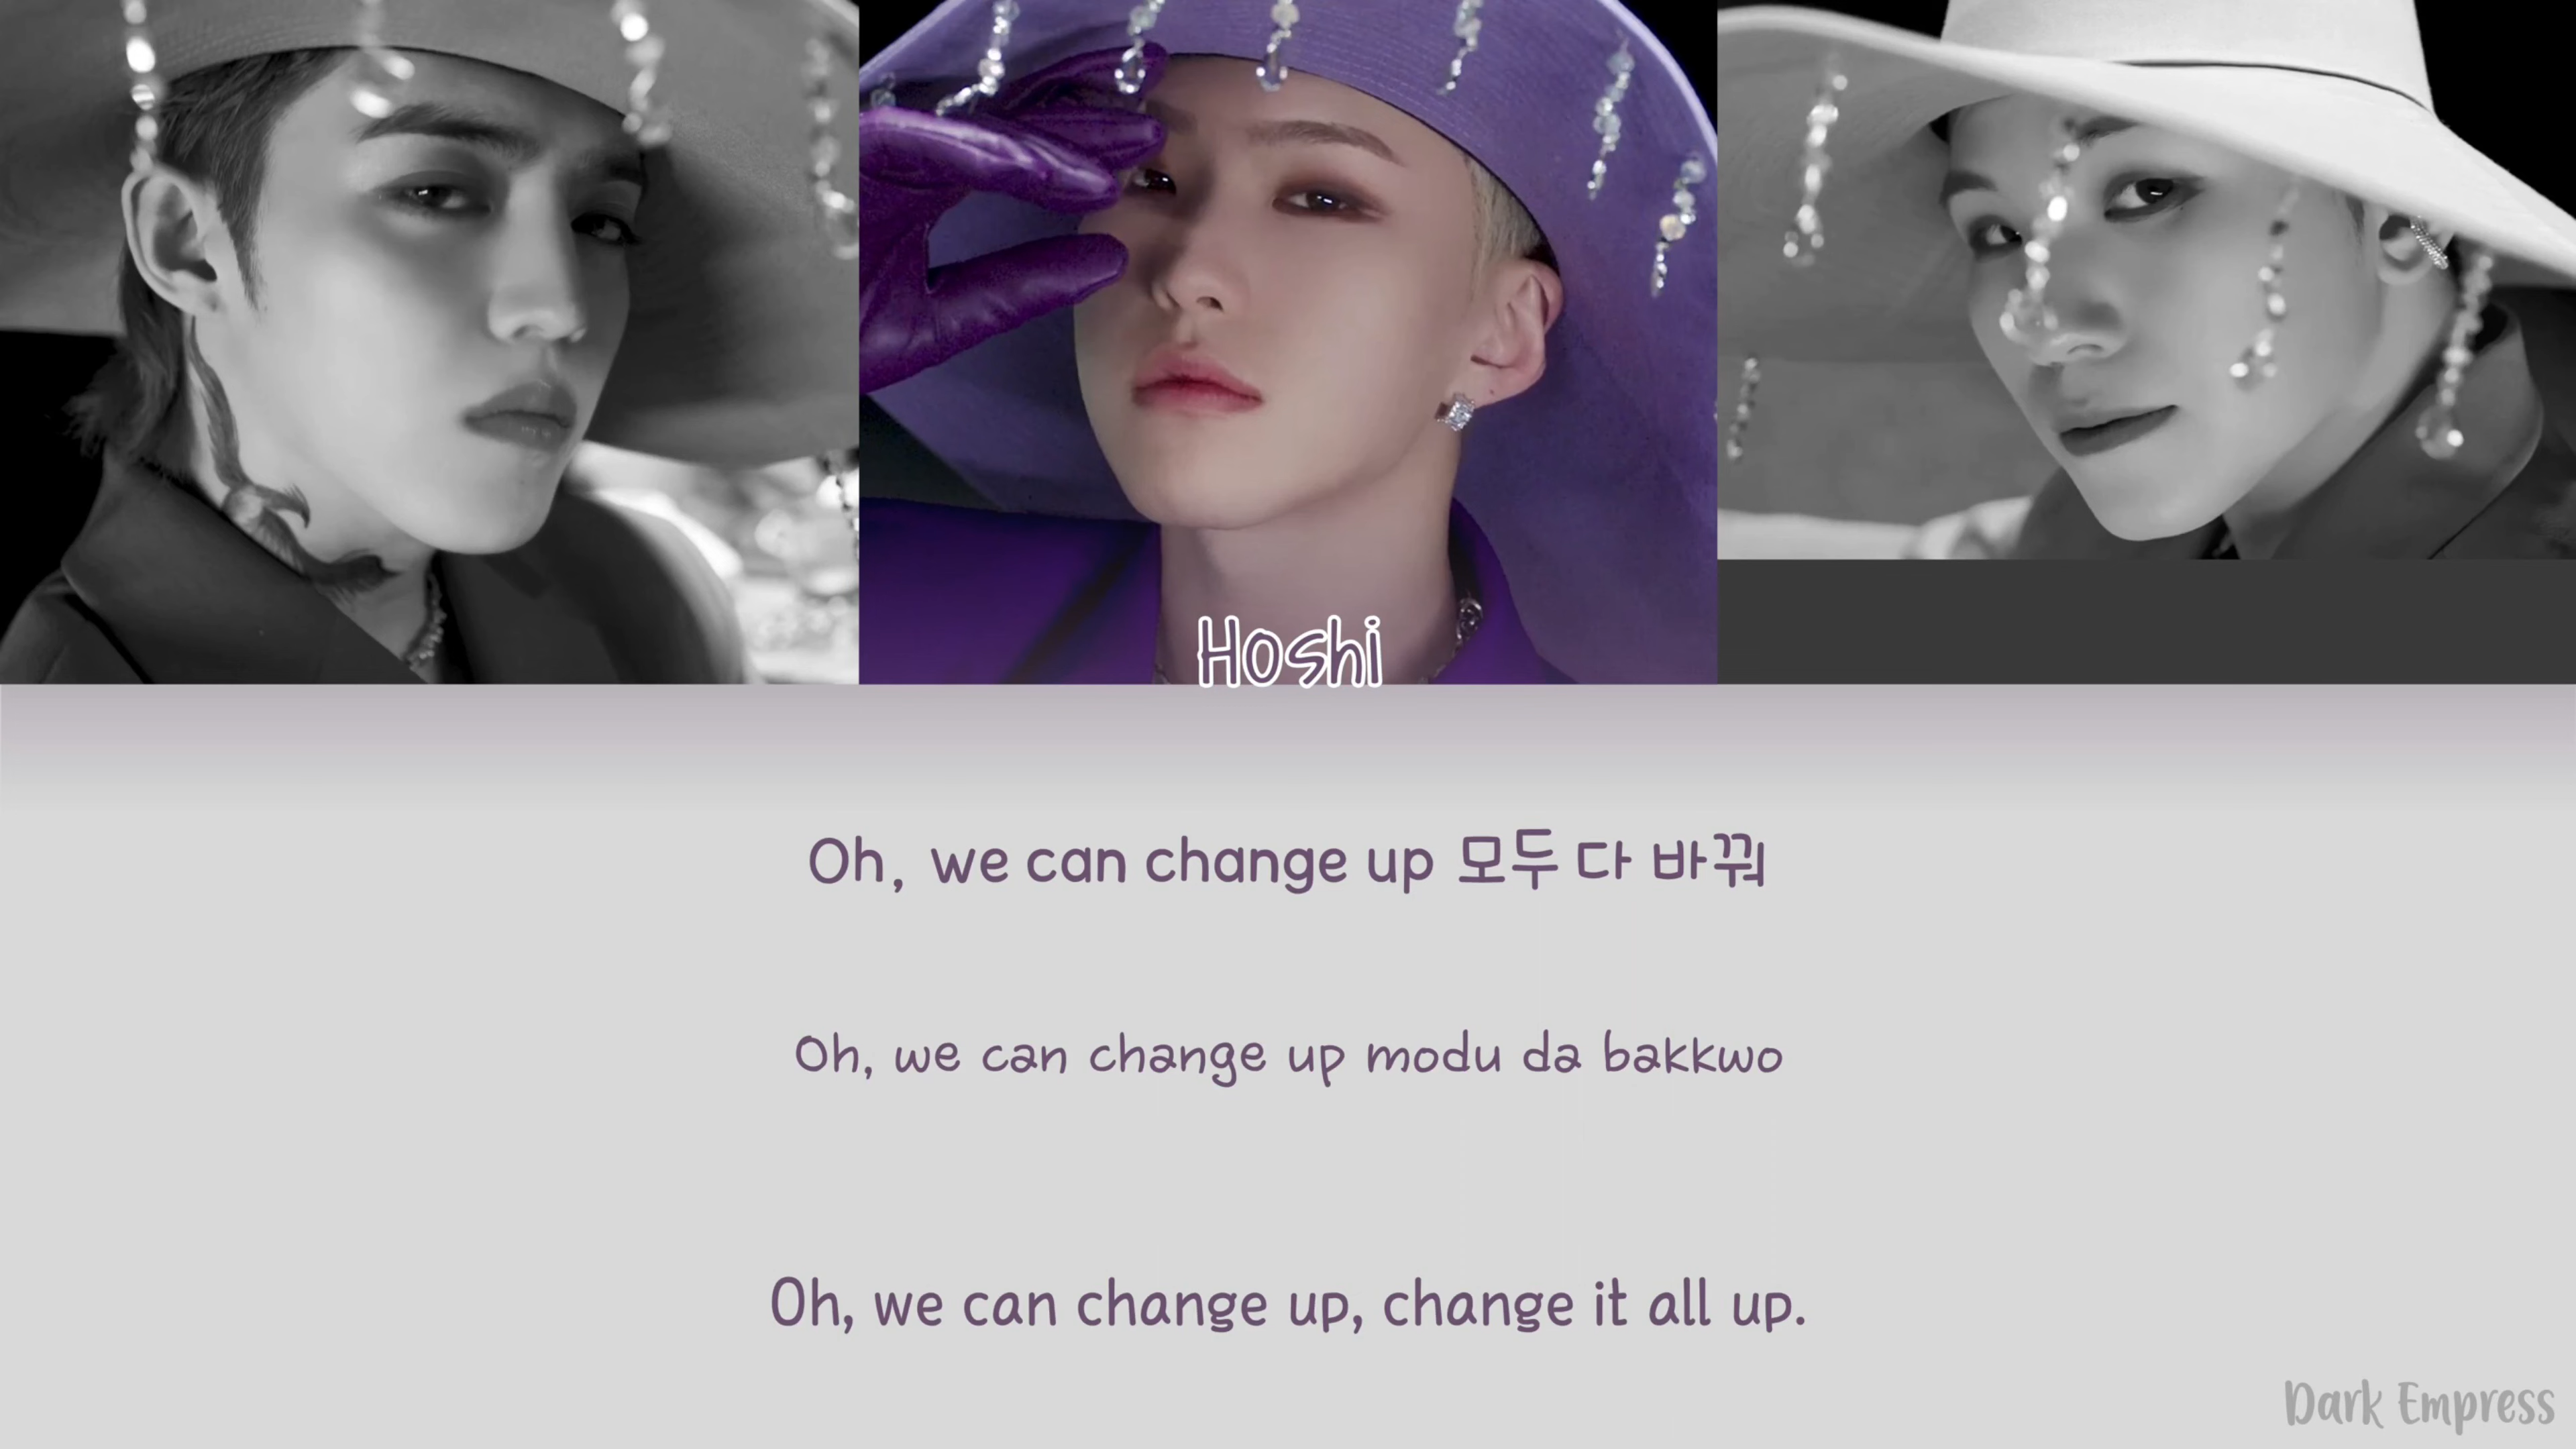 Hoshi
Oh, we can change up 모두 다 바꿔
Oh, we can change up modu da bakkwo
Oh, we can change up, change it all up.
Dark Empress